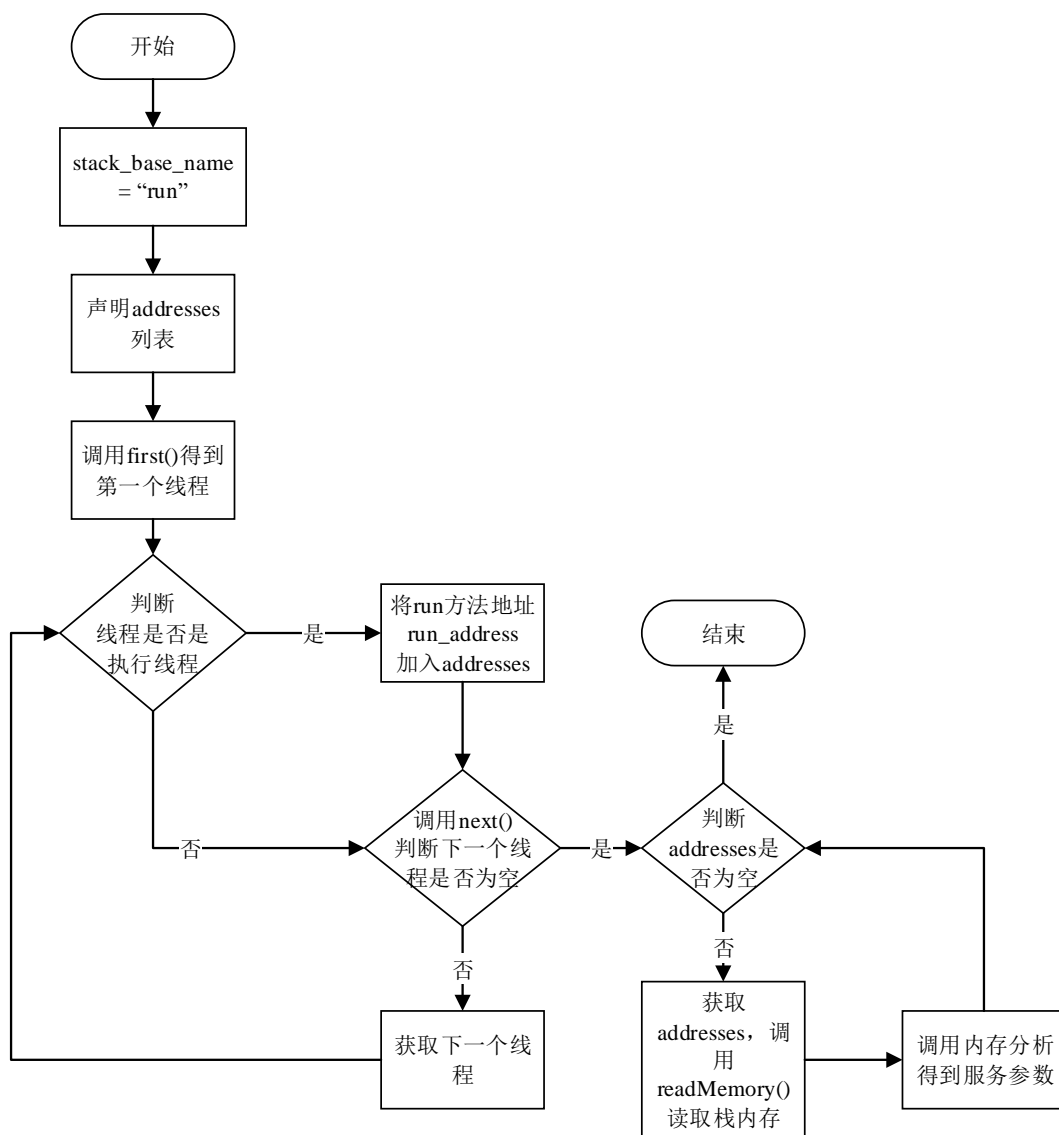 开始
stack_base_name
= “run”
声明addresses
列表
调用first()得到
第一个线程
判断
线程是否是
执行线程
是
将run方法地址
run_address
加入addresses
否
调用next()
判断下一个线
程是否为空
否
获取下一个线
程
是
判断
addresses是
否为空
是
结束
否
获取
addresses，调
用
readMemory()
读取栈内存
调用内存分析
得到服务参数